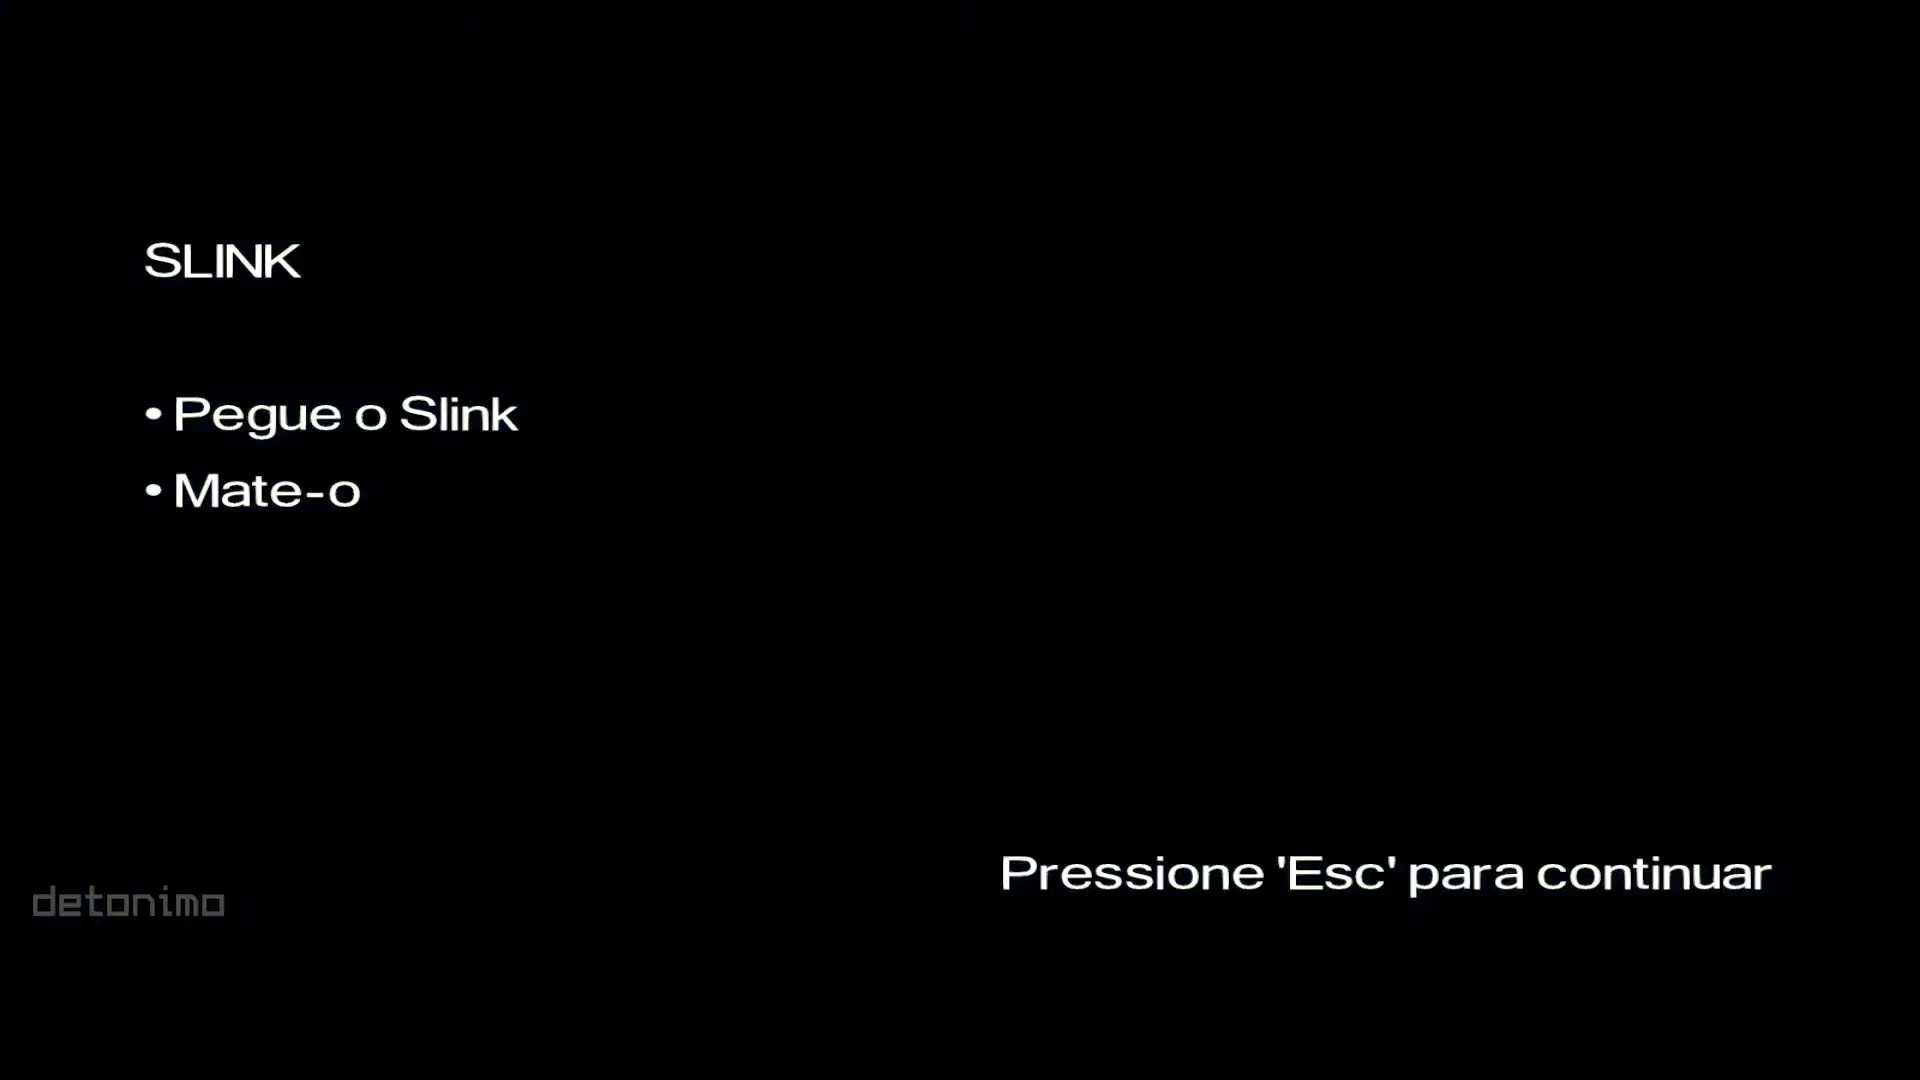 SLINK
• Pegue o Slink
• Mate-o
Pressione 'Esc' para continuar
detonimo